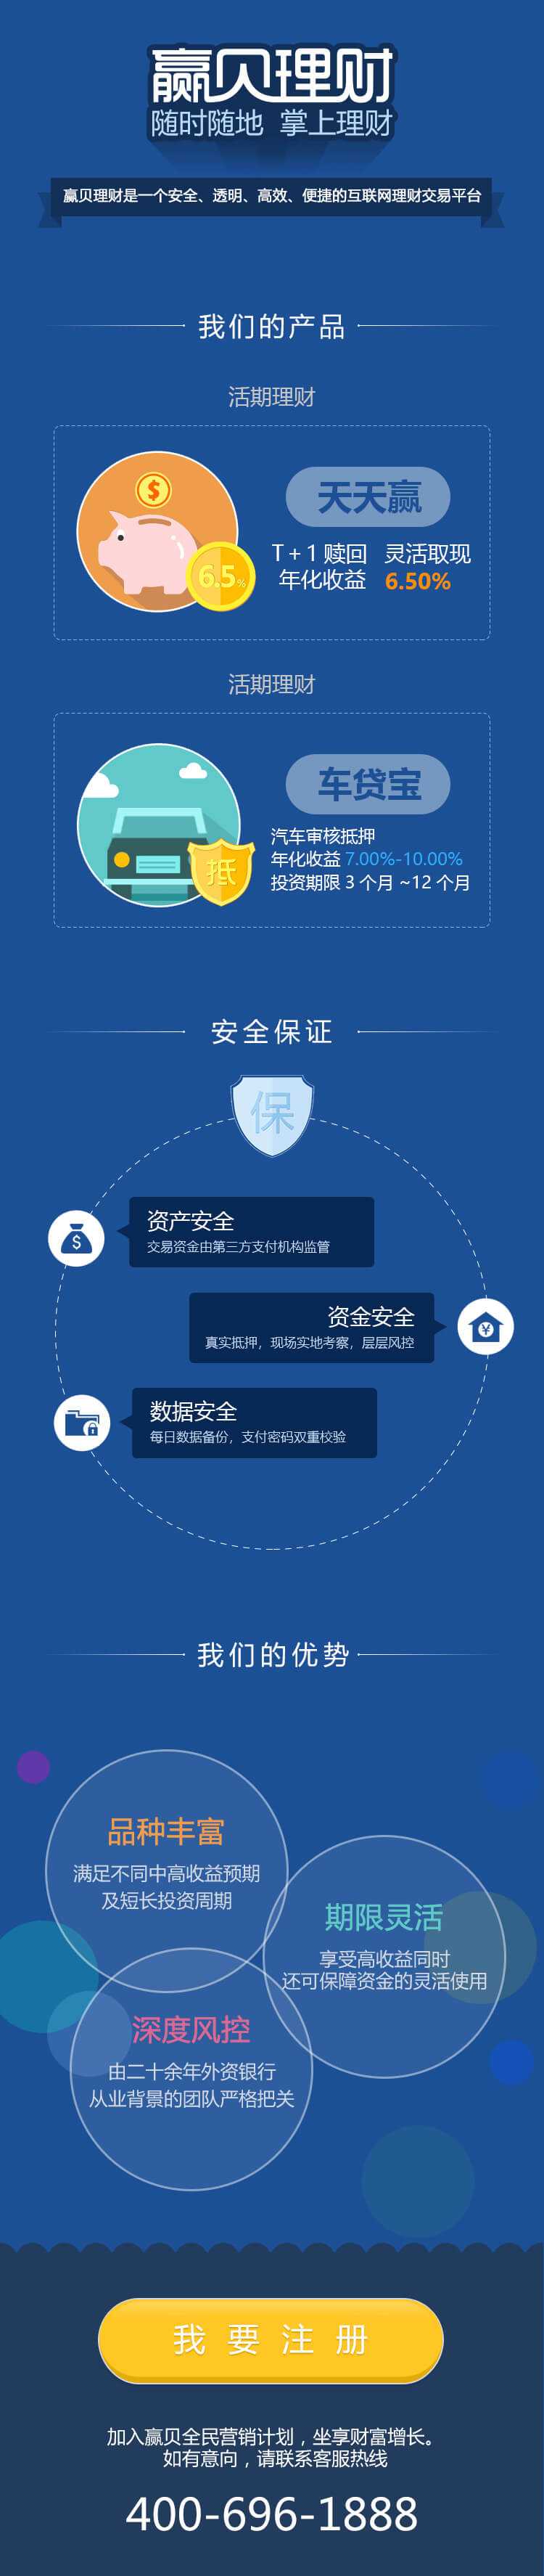 赢贝理财
随时随地 掌上理财
赢贝理财是一个安全、透明、高效、便捷的互联网理财交易平台
我们的产品
活期理财
$
6.5%
天天赢
T+1赎回 灵活取现
年化收益 6.50%
活期理财
抵
车贷宝
汽车审核抵押
年化收益 7.00%-10.00%
投资期限 3 个月 ~12 个月
安全保证
保
$
资产安全
交易资金由第三方支付机构监管
资金安全
真实抵押，现场实地考察，层层风控
¥
数据安全
每日数据备份，支付密码双重校验
我们的优势
品种丰富
满足不同中高收益预期
及短长投资周期
期限灵活
享受高收益同时
还可保障资金的灵活使用
深度风控
由二十余年外资银行
从业背景的团队严格把关
我要注册
加入赢贝全民营销计划，坐享财富增长。
如有意向，请联系客服热线
400-696-1888